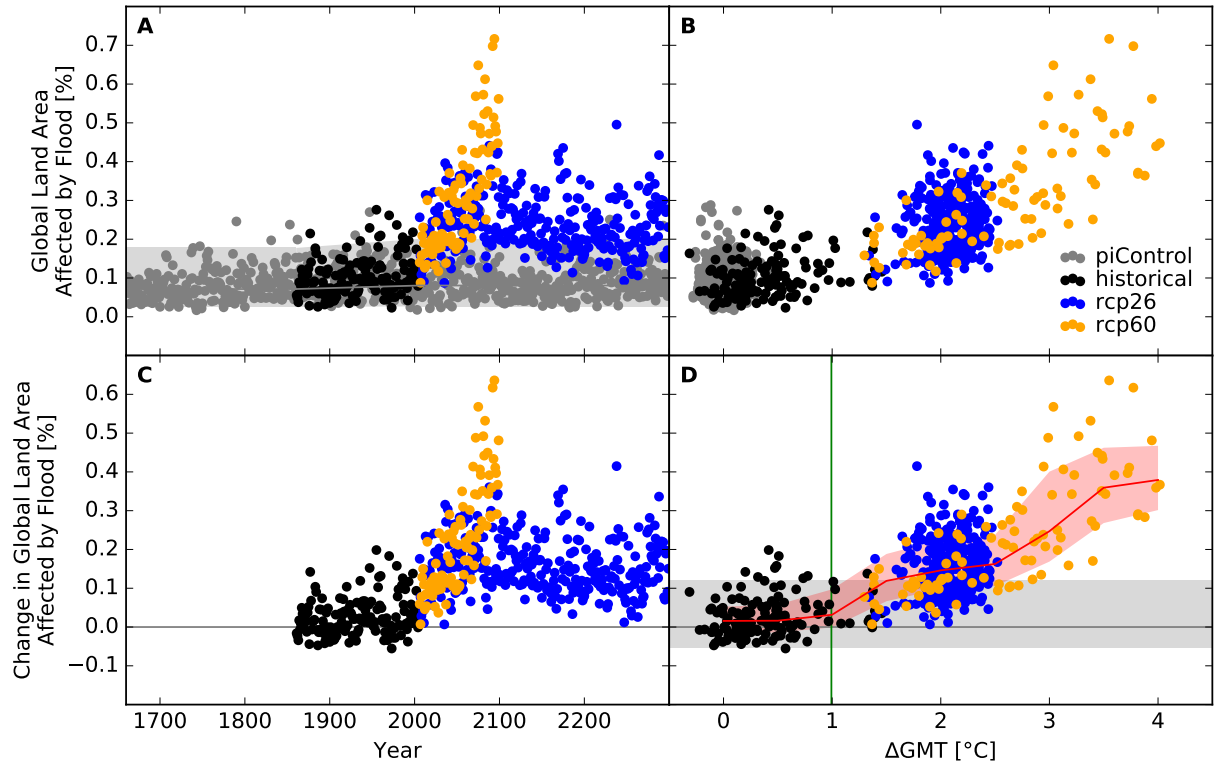 A
B
Global Land Area
Affected by Flood [%]
0.7
0.6
0.5
0.4
0.3
0.2
0.1
0.0
piControl
historical
rcp26
rcp60
C
D
Change in Global Land Area
Affected by Flood [%]
0.6
0.5
0.4
0.3
0.2
0.1
0.0
−0.1
1700 1800 1900 2000 2100 2200
0 1 2 3 4
Year
ΔGMT [°C]